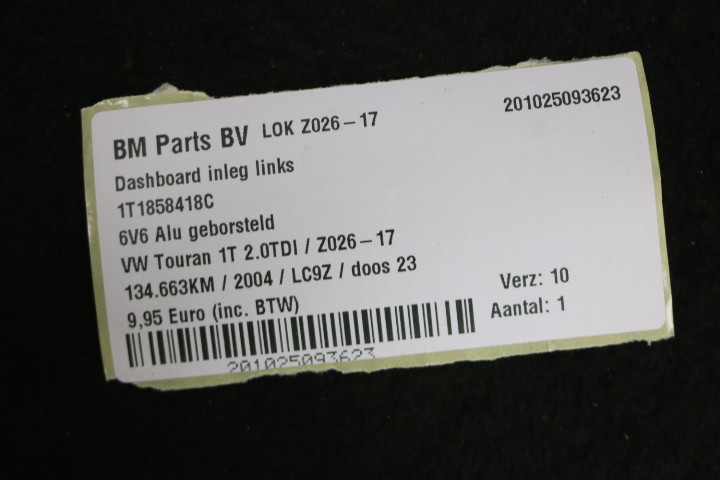 BM Parts BV LOK Z026-17 201025093623
Dashboard inleg links
1T1858418C
6V6 Alu geborsteld
VW Touran 1T 2.0TDI / Z026-17
134.663KM / 2004 / LC9Z / doos 23
9,95 Euro (inc. BTW)
Verz: 10
Aantal: 1
201025093623